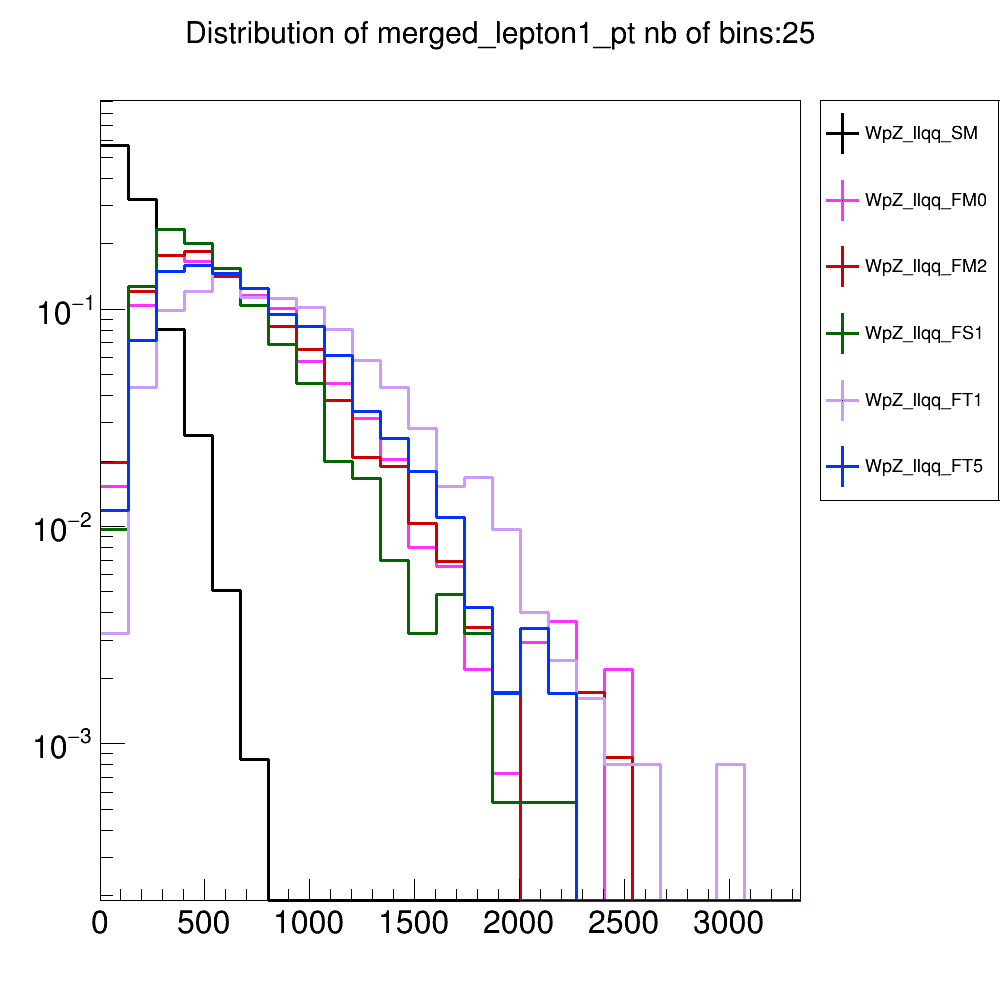 Distribution of merged_lepton1_pt nb of bins:25
WpZ_llqq_SM
WpZ_llqq_FM0
WpZ_llqq_FM2
WpZ_llqq_FS1
WpZ_llqq_FT1
WpZ_llqq_FT5
10⁻¹
10⁻²
10⁻³
0 500 1000 1500 2000 2500 3000